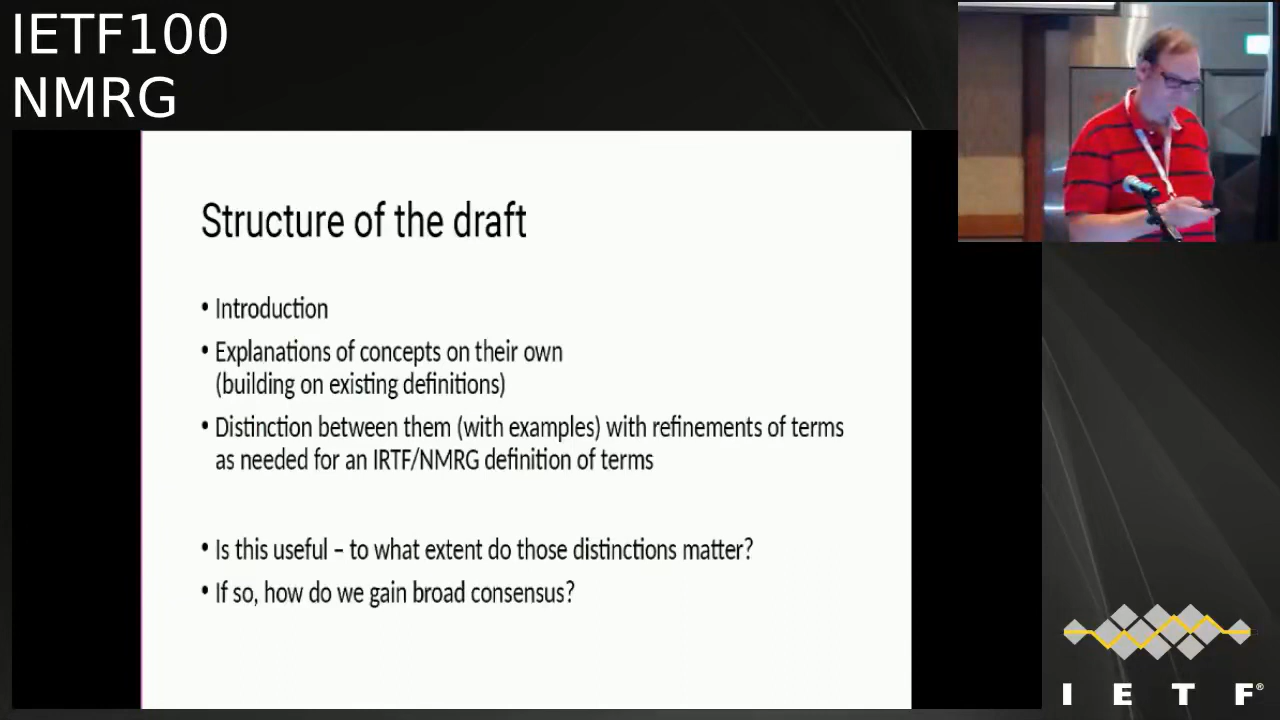 IETF100
NMRG
Structure of the draft
• Introduction
• Explanations of concepts on their own
(building on existing definitions)
• Distinction between them (with examples) with refinements of terms
as needed for an IRTF/NMRG definition of terms
• Is this useful – to what extent do those distinctions matter?
• If so, how do we gain broad consensus?
I E T F®